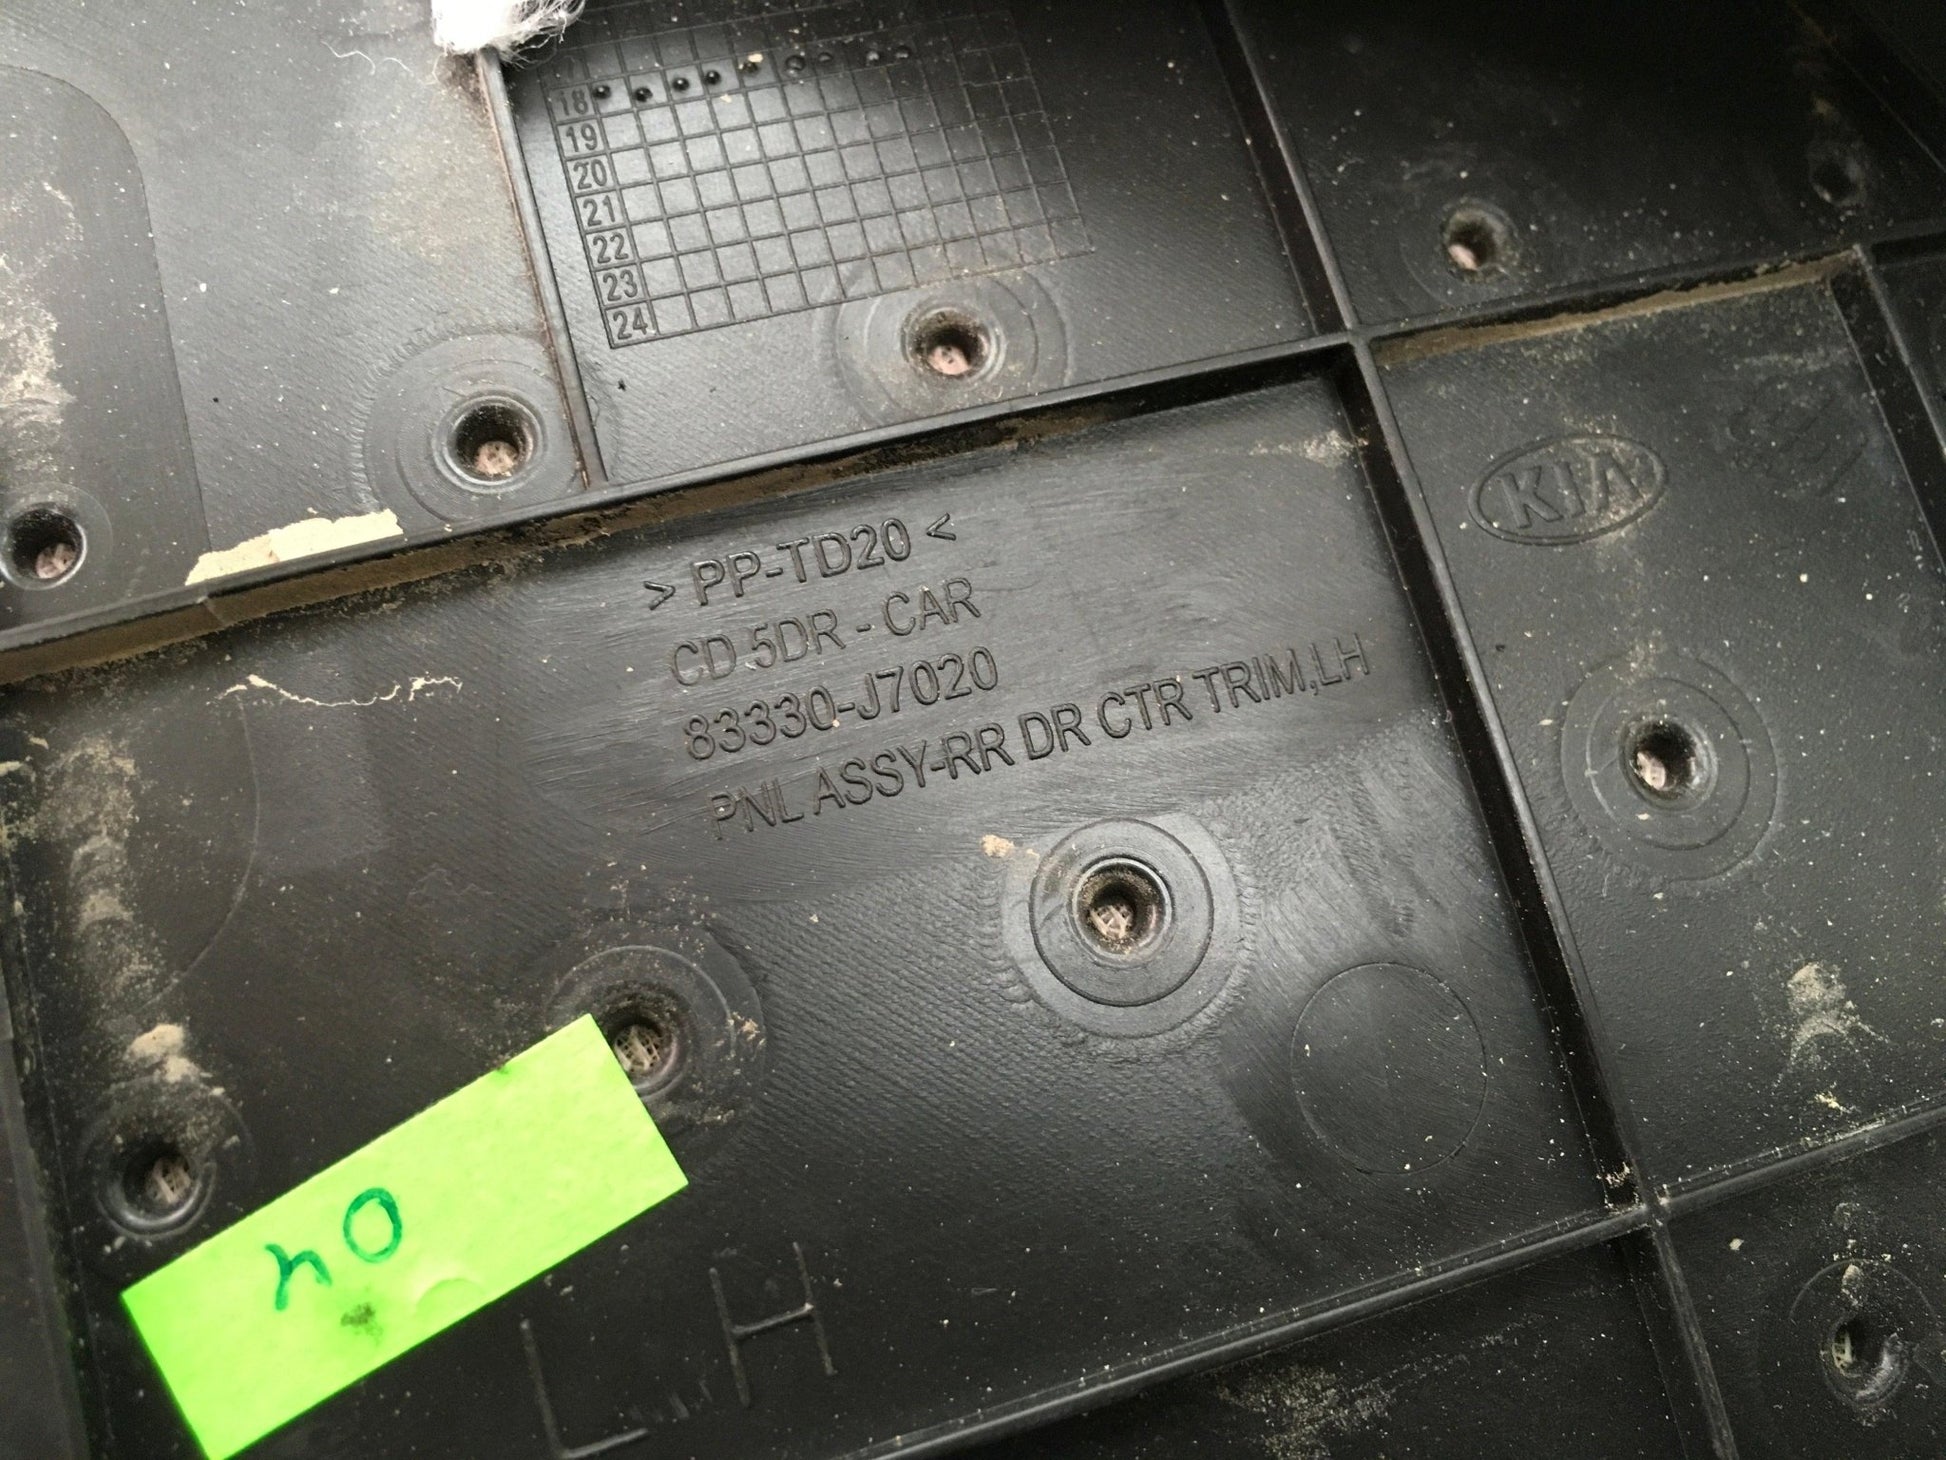 18
19
20
21
22
23
24
KIA
> PP-TD20 <
CD 5DR - CAR
83330-J7020
PNL ASSY-RR DR CTR TRIM,LH
LH